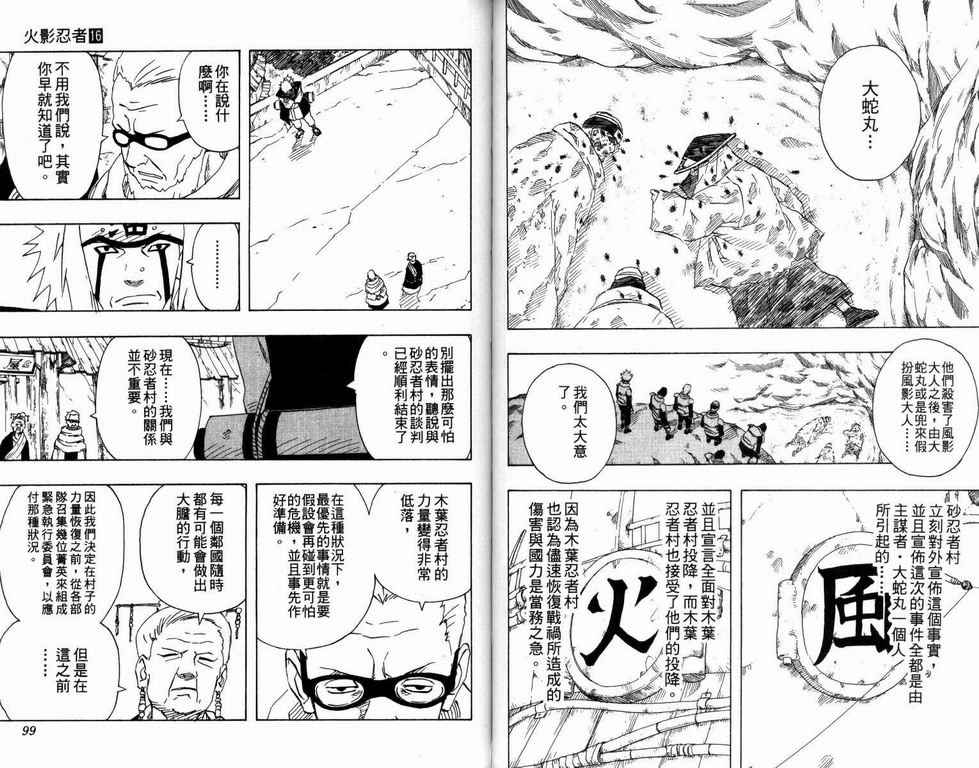 大蛇丸…
他們殺害了風影
大人之後，由大
蛇丸或是兜來假
扮風影大人……
我們太大意
了。
砂忍者村
立刻對外宣佈這個事實，
並且宣佈這次的事件全都是由
主謀者・大蛇丸一個人
所引起的……
風
並且宣言全面對木葉
忍者村投降，而木葉
忍者村也接受了他們的投降。
火
因為木葉忍者村
也認為儘速恢復戰禍所造成的
傷害與國力是當務之急。
火影忍者16
你在說什
麼啊……
不用我們說，其實
你早就知道了吧。
………
別擺出那麼可怕
的表情，聽說與
砂忍者村的談判
已經順利結束了
。
現在……我們與
砂忍者村的關係
並不重要。
木葉忍者村的
力量變得非常
低落，
在這種狀況下，
最優先的事情就是要
假設會再碰到更可怕
的危機，並且事先作
好準備。
每一個鄰國隨時
都有可能會做出
大膽的行動，
因此我們決定在村子的
力量恢復之前，從各部
隊召集幾位菁英來組成
緊急執行委員會，以應
付那種狀況。
但是在
這之前
……
99